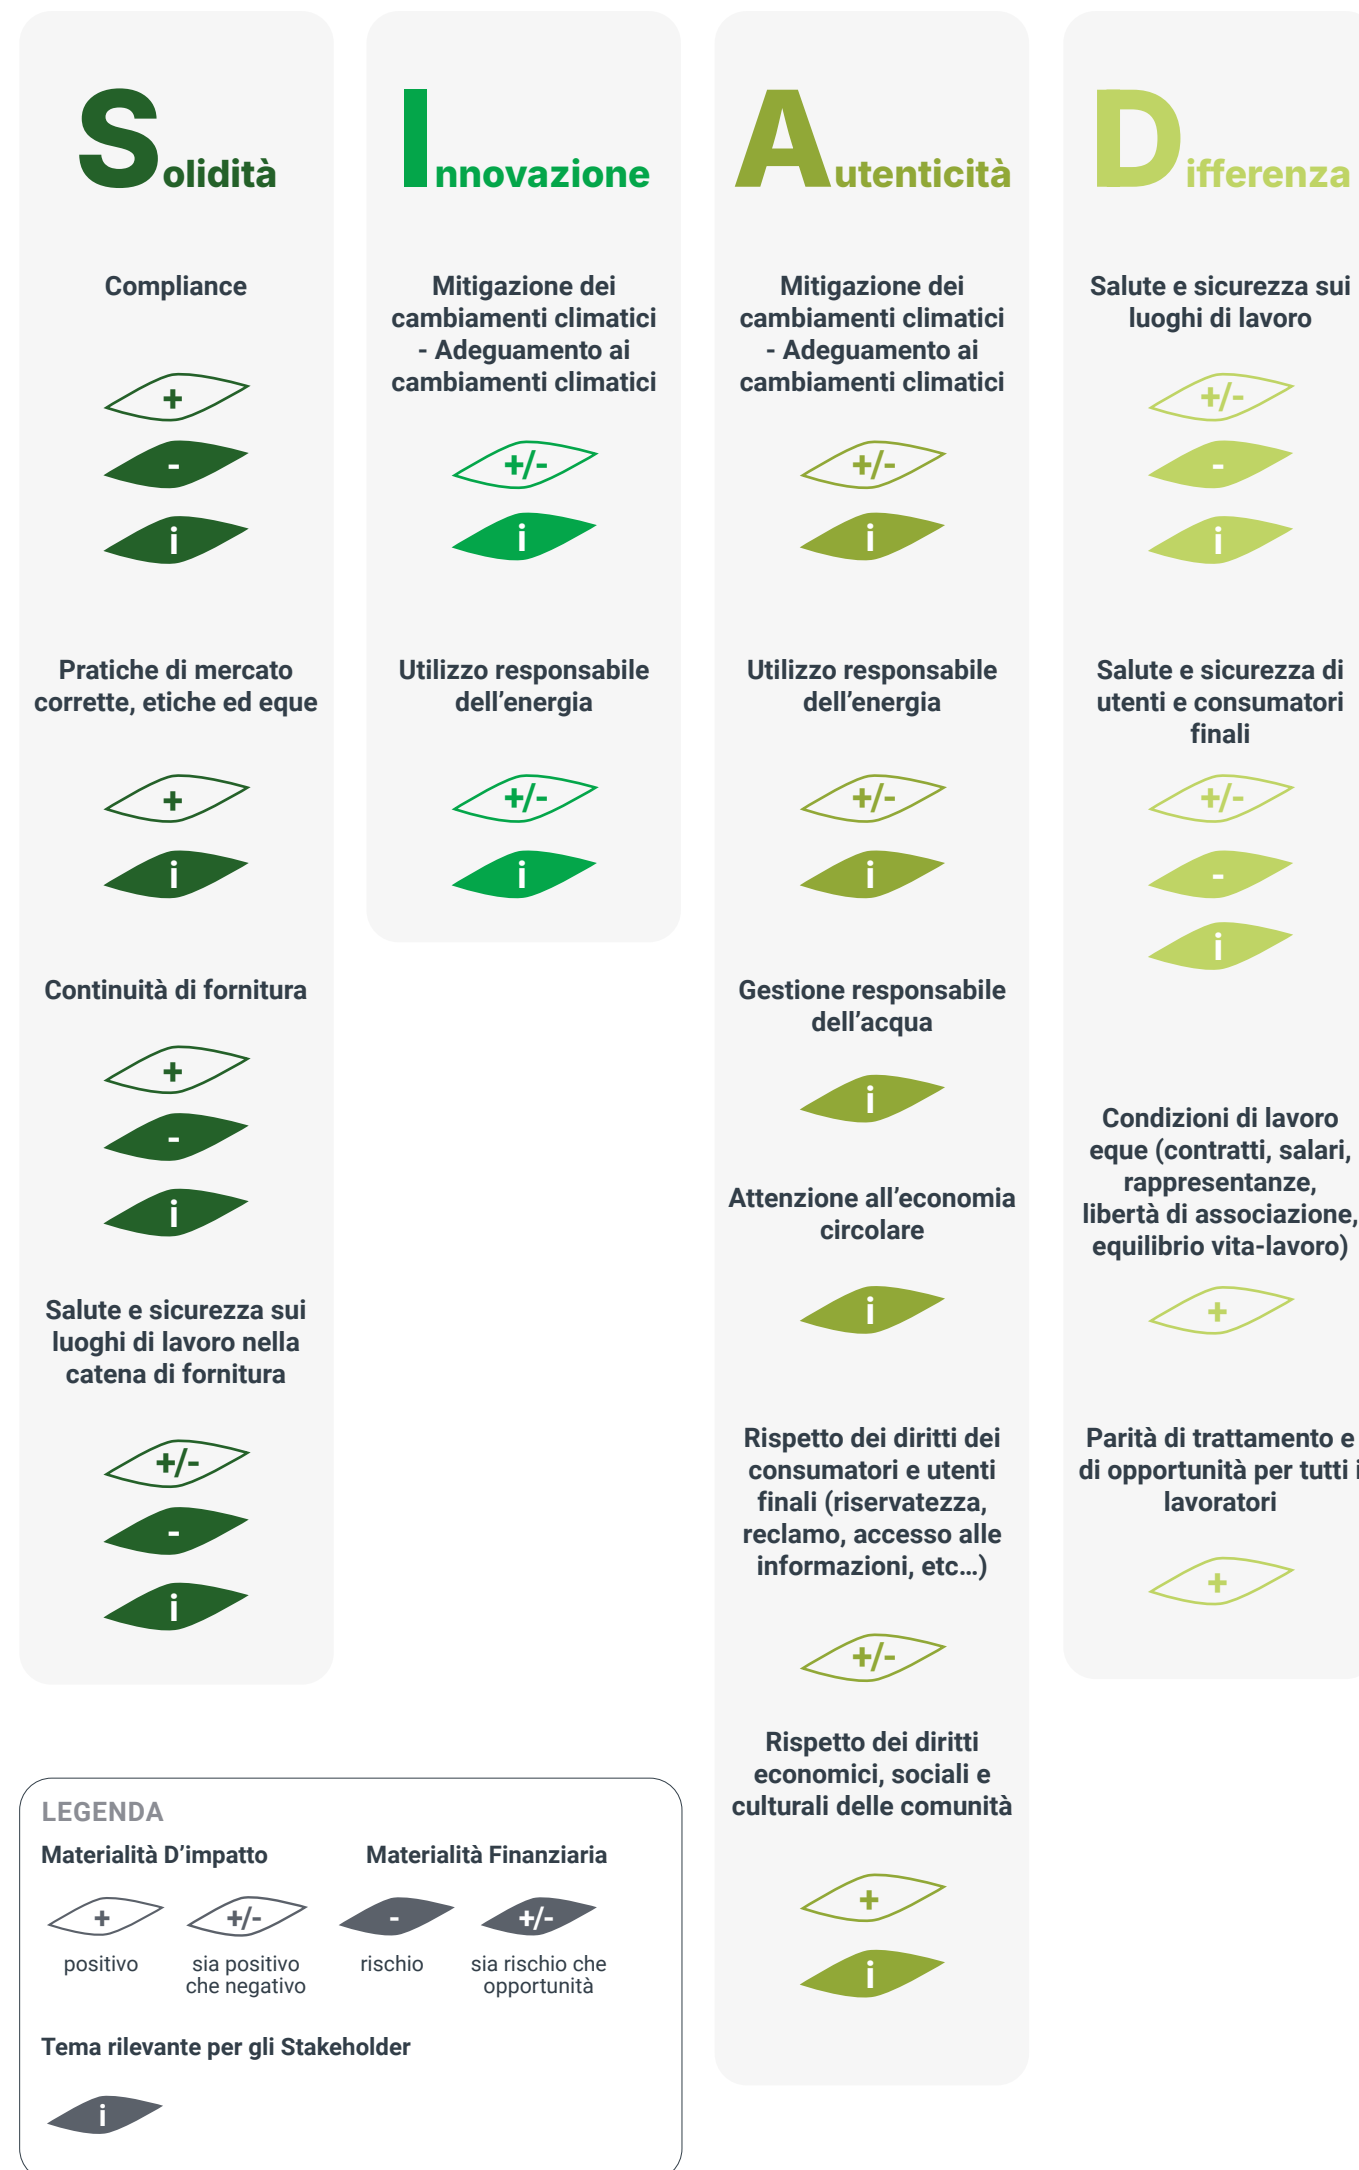 Solidità
Compliance
+
-
i
Pratiche di mercato
corrette, etiche ed eque
+
i
Continuità di fornitura
+
-
i
Salute e sicurezza sui
luoghi di lavoro nella
catena di fornitura
+/-
-
i
Innovazione
Mitigazione dei
cambiamenti climatici
- Adeguamento ai
cambiamenti climatici
+/-
i
Utilizzo responsabile
dell’energia
+/-
i
Autenticità
Mitigazione dei
cambiamenti climatici
- Adeguamento ai
cambiamenti climatici
+/-
i
Utilizzo responsabile
dell’energia
+/-
i
Gestione responsabile
dell’acqua
i
Attenzione all’economia
circolare
i
Rispetto dei diritti dei
consumatori e utenti
finali (riservatezza,
reclamo, accesso alle
informazioni, etc…)
+/-
Rispetto dei diritti
economici, sociali e
culturali delle comunità
+
i
Differenza
Salute e sicurezza sui
luoghi di lavoro
+/-
-
i
Salute e sicurezza di
utenti e consumatori
finali
+/-
-
i
Condizioni di lavoro
eque (contratti, salari,
rappresentanze,
libertà di associazione,
equilibrio vita-lavoro)
+
Parità di trattamento e
di opportunità per tutti i
lavoratori
+
LEGENDA
Materialità D’impatto
+
positivo
+/-
sia positivo
che negativo
Materialità Finanziaria
-
rischio
+/-
sia rischio che
opportunità
Tema rilevante per gli Stakeholder
i